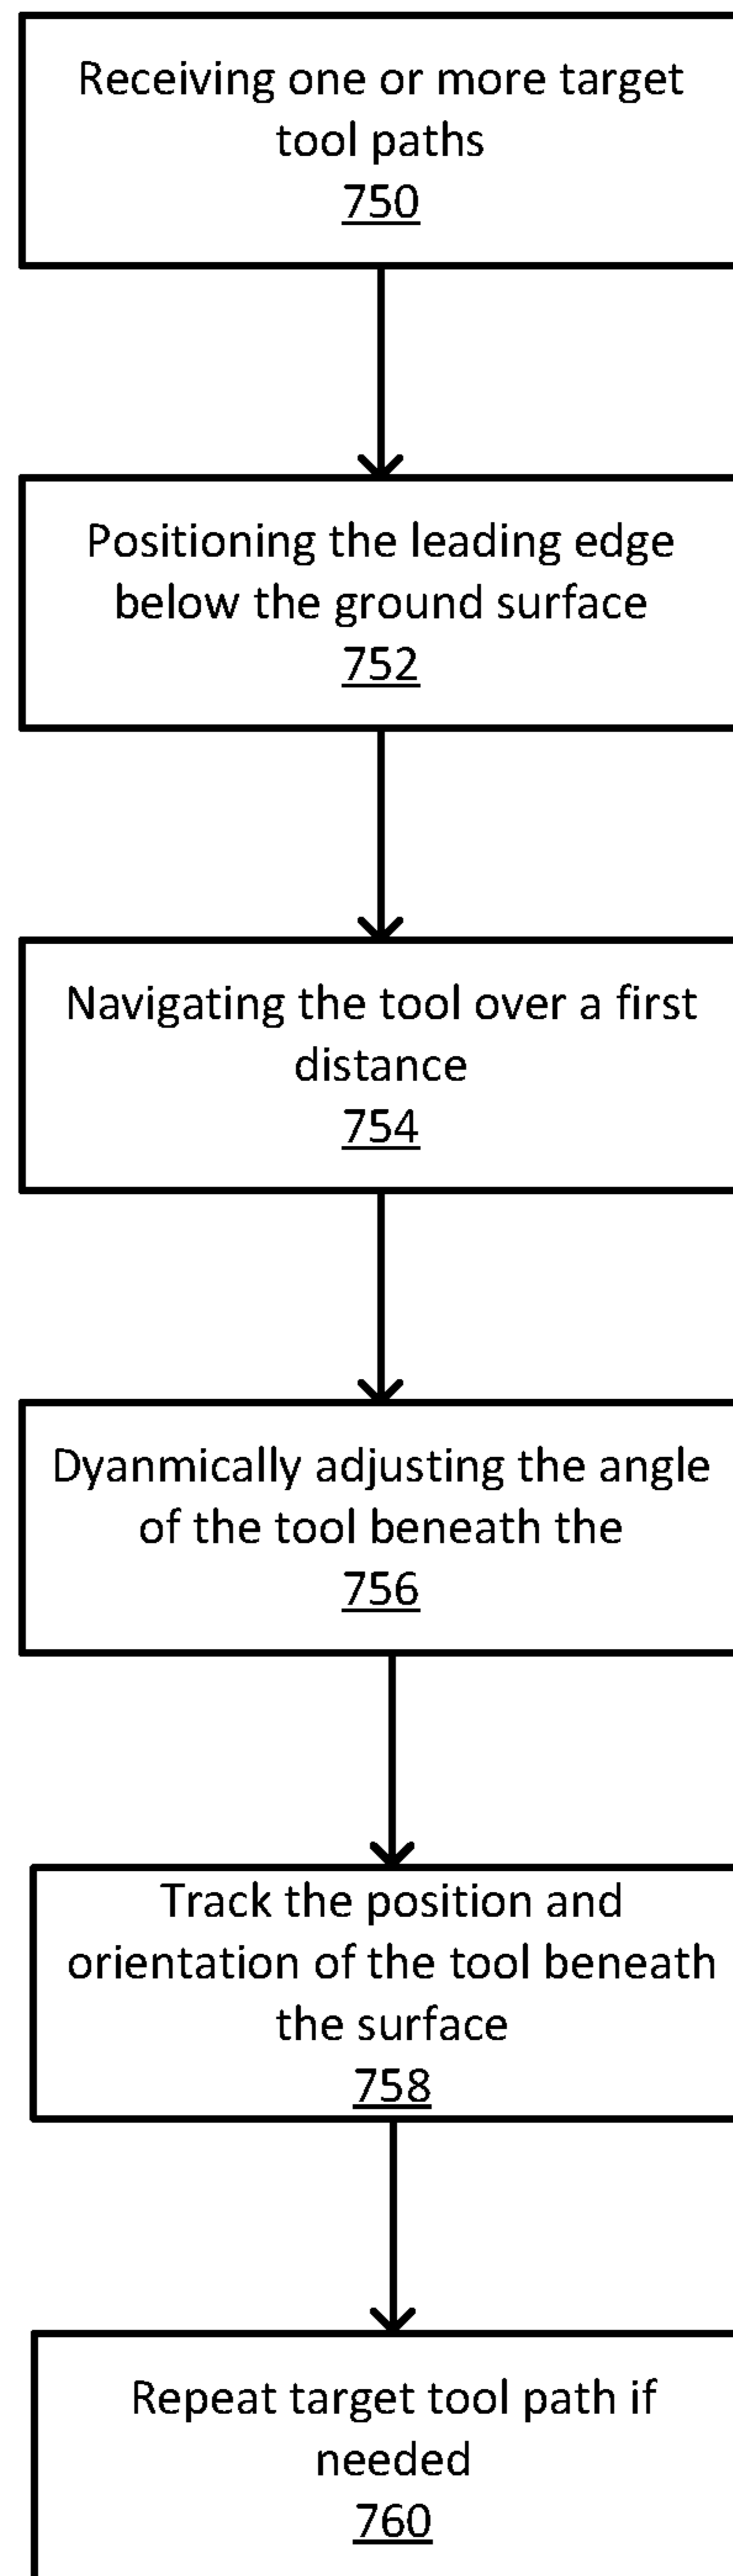 Receiving one or more target
tool paths
750
Positioning the leading edge
below the ground surface
752
Navigating the tool over a first
distance
754
Dyanmically adjusting the angle
of the tool beneath the
756
Track the position and
orientation of the tool beneath
the surface
758
Repeat target tool path if
needed
760